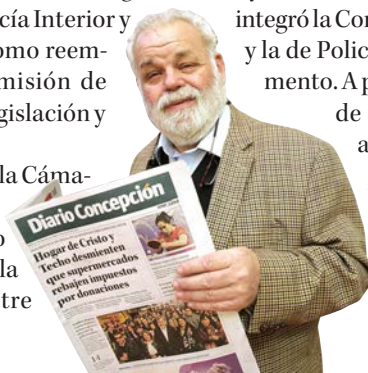 cía Interior y
omo reem-
misión de
gislación y
la Cáma-
o
la
tre
Diario Concepción
Hogar de Cristo y
Techo desmienten
que supermercados
rebajen impuestos
por donaciones
integró la Con
y la de Polic
mento. A p
de
a